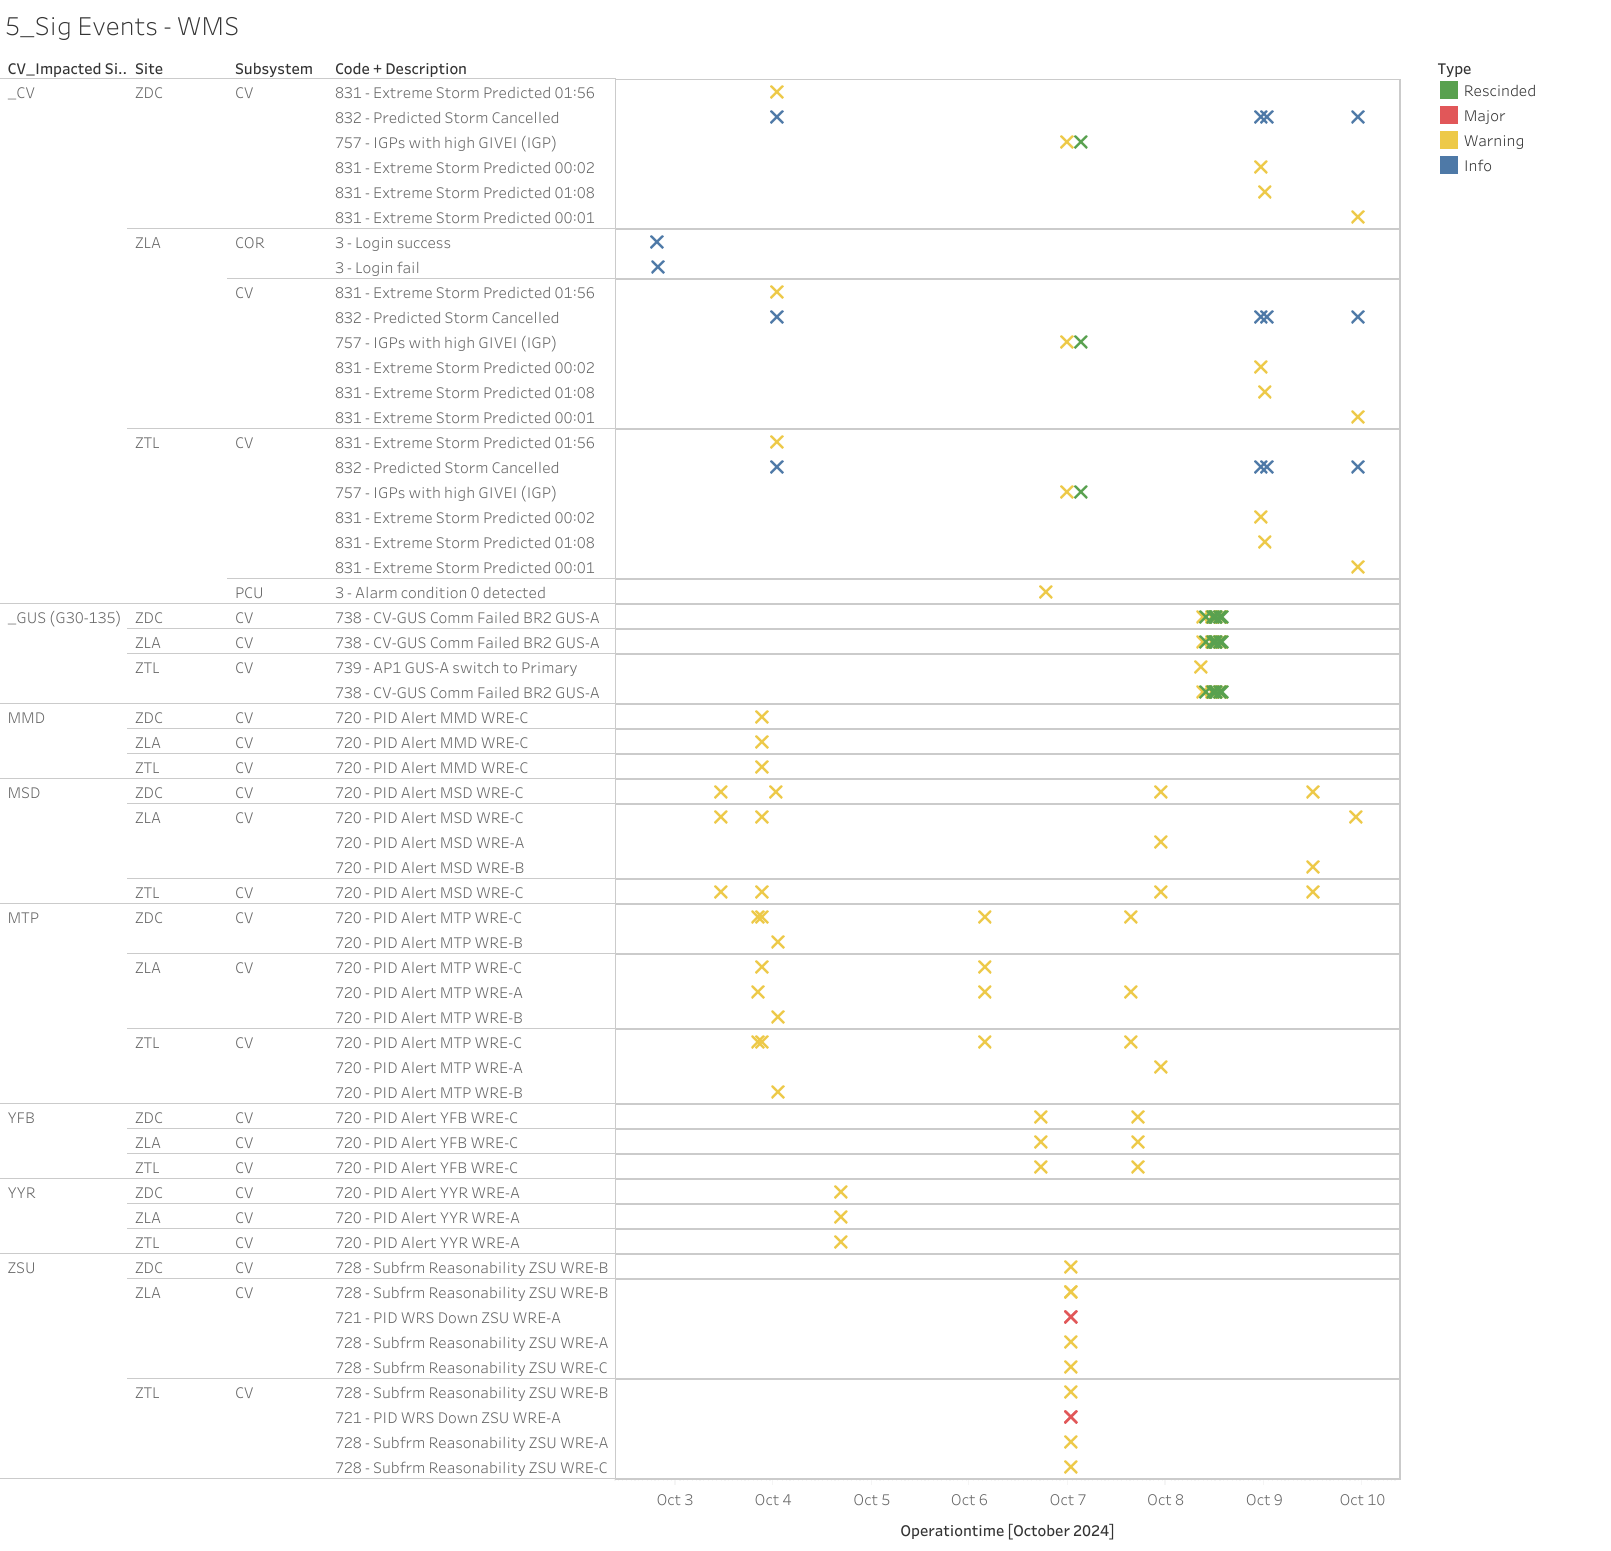 5_Sig Events - WMS
CV_Impacted Si.. Site Subsystem Code + Description
Type
Rescinded
Major
Warning
Info
_CV ZDC CV 831 - Extreme Storm Predicted 01:56
832 - Predicted Storm Cancelled
757 - IGPs with high GIVEI (IGP)
831 - Extreme Storm Predicted 00:02
831 - Extreme Storm Predicted 01:08
831 - Extreme Storm Predicted 00:01
ZLA COR 3 - Login success
3 - Login fail
CV 831 - Extreme Storm Predicted 01:56
832 - Predicted Storm Cancelled
757 - IGPs with high GIVEI (IGP)
831 - Extreme Storm Predicted 00:02
831 - Extreme Storm Predicted 01:08
831 - Extreme Storm Predicted 00:01
ZTL CV 831 - Extreme Storm Predicted 01:56
832 - Predicted Storm Cancelled
757 - IGPs with high GIVEI (IGP)
831 - Extreme Storm Predicted 00:02
831 - Extreme Storm Predicted 01:08
831 - Extreme Storm Predicted 00:01
PCU 3 - Alarm condition 0 detected
_GUS (G30-135) ZDC CV 738 - CV-GUS Comm Failed BR2 GUS-A
ZLA CV 738 - CV-GUS Comm Failed BR2 GUS-A
ZTL CV 739 - AP1 GUS-A switch to Primary
738 - CV-GUS Comm Failed BR2 GUS-A
MMD ZDC CV 720 - PID Alert MMD WRE-C
ZLA CV 720 - PID Alert MMD WRE-C
ZTL CV 720 - PID Alert MMD WRE-C
MSD ZDC CV 720 - PID Alert MSD WRE-C
ZLA CV 720 - PID Alert MSD WRE-C
720 - PID Alert MSD WRE-A
720 - PID Alert MSD WRE-B
ZTL CV 720 - PID Alert MSD WRE-C
MTP ZDC CV 720 - PID Alert MTP WRE-C
720 - PID Alert MTP WRE-B
ZLA CV 720 - PID Alert MTP WRE-C
720 - PID Alert MTP WRE-A
720 - PID Alert MTP WRE-B
ZTL CV 720 - PID Alert MTP WRE-C
720 - PID Alert MTP WRE-A
720 - PID Alert MTP WRE-B
YFB ZDC CV 720 - PID Alert YFB WRE-C
ZLA CV 720 - PID Alert YFB WRE-C
ZTL CV 720 - PID Alert YFB WRE-C
YYR ZDC CV 720 - PID Alert YYR WRE-A
ZLA CV 720 - PID Alert YYR WRE-A
ZTL CV 720 - PID Alert YYR WRE-A
ZSU ZDC CV 728 - Subfrm Reasonability ZSU WRE-B
ZLA CV 728 - Subfrm Reasonability ZSU WRE-B
721 - PID WRS Down ZSU WRE-A
728 - Subfrm Reasonability ZSU WRE-A
728 - Subfrm Reasonability ZSU WRE-C
ZTL CV 728 - Subfrm Reasonability ZSU WRE-B
721 - PID WRS Down ZSU WRE-A
728 - Subfrm Reasonability ZSU WRE-A
728 - Subfrm Reasonability ZSU WRE-C
Oct 3 Oct 4 Oct 5 Oct 6 Oct 7 Oct 8 Oct 9 Oct 10
Operationtime [October 2024]